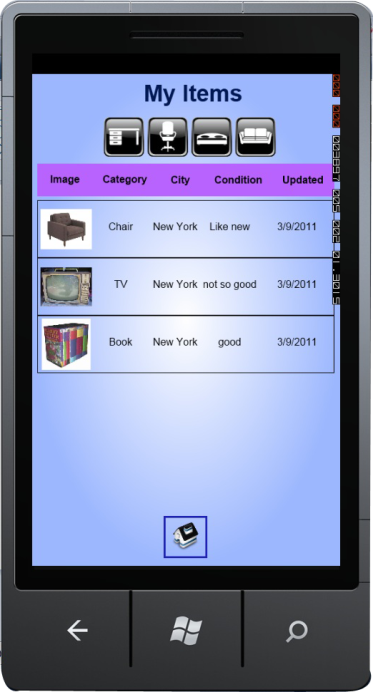 My Items
Image Category City Condition Updated
Chair New York Like new 3/9/2011
TV New York not so good 3/9/2011
Book New York good 3/9/2011